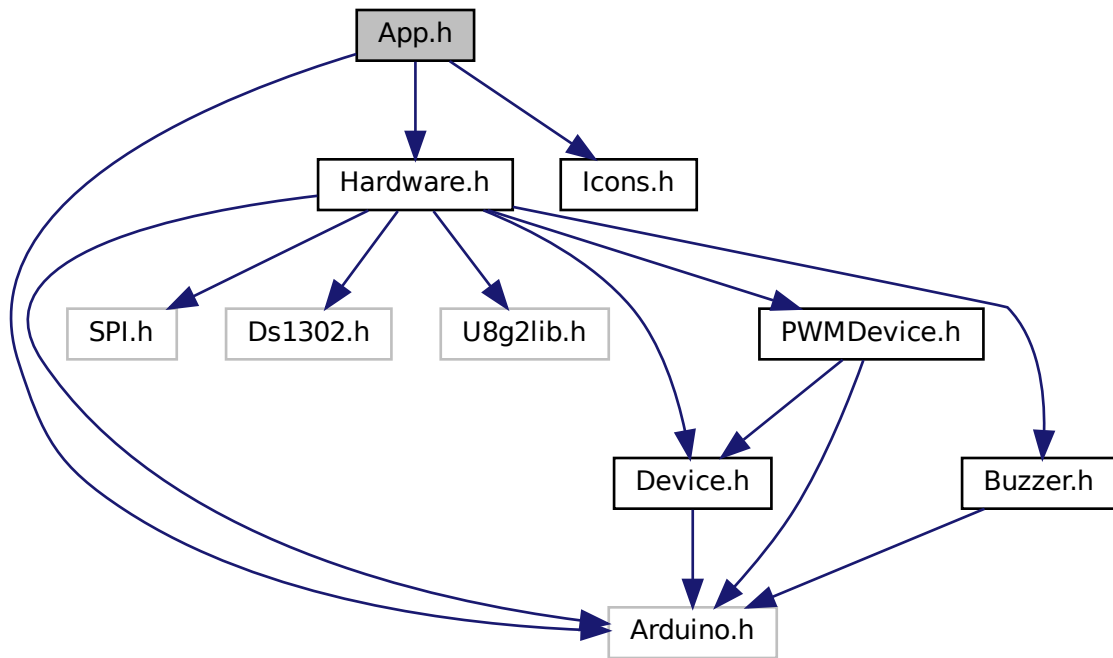 App.h
Hardware.h
Icons.h
SPI.h
Ds1302.h
U8g2lib.h
PWMDevice.h
Device.h
Buzzer.h
Arduino.h